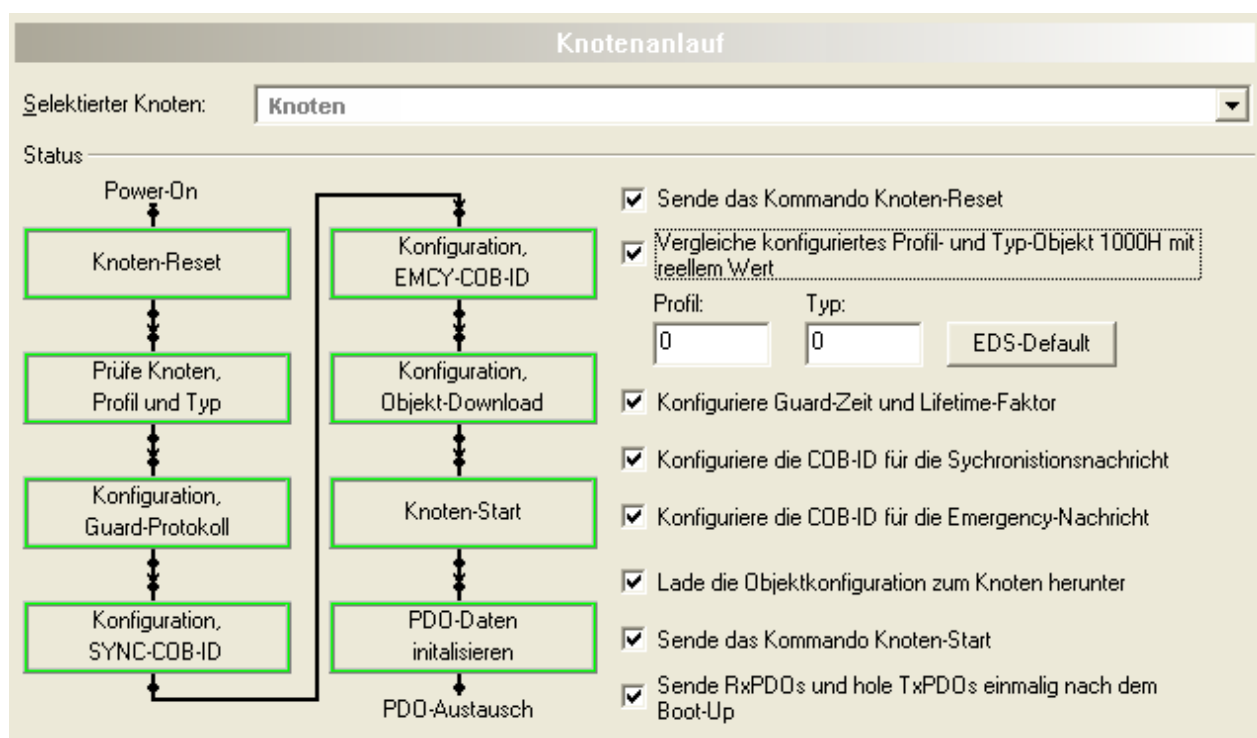 Knotenanlauf
Selektierter Knoten:
Knoten
Status
Power-On
Knoten-Reset
Prüfe Knoten,
Profil und Typ
Konfiguration,
Guard-Protokoll
Konfiguration,
SYNC-COB-ID
Konfiguration,
EMCY-COB-ID
Konfiguration,
Objekt-Download
Knoten-Start
PDO-Daten
initalisieren
PDO-Austausch
Sende das Kommando Knoten-Reset
Vergleiche konfiguriertes Profil- und Typ-Objekt 1000H mit
reellem Wert
Profil:
Typ:
0
0
EDS-Default
Konfiguriere Guard-Zeit und Lifetime-Faktor
Konfiguriere die COB-ID für die Sychronistionsnachricht
Konfiguriere die COB-ID für die Emergency-Nachricht
Lade die Objektkonfiguration zum Knoten herunter
Sende das Kommando Knoten-Start
Sende RxPDOs und hole TxPDOs einmalig nach dem
Boot-Up